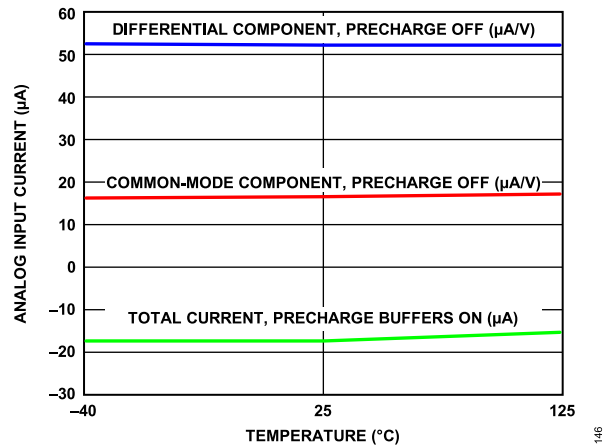 60
50
40
30
20
10
0
–10
–20
–30
ANALOG INPUT CURRENT (µA)
DIFFERENTIAL COMPONENT, PRECHARGE OFF (µA/V)
COMMON-MODE COMPONENT, PRECHARGE OFF (µA/V)
TOTAL CURRENT, PRECHARGE BUFFERS ON (µA)
–40
25
125
TEMPERATURE (°C)
146